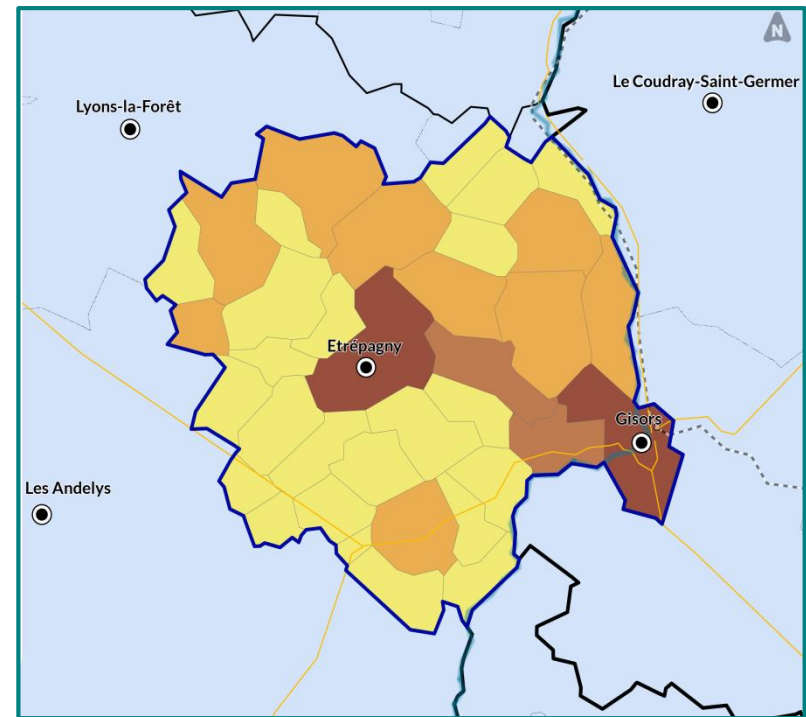 N
Le Coudray-Saint-Germer
Lyons-la-Forêt
Etrépagny
Gisors
Les Andelys